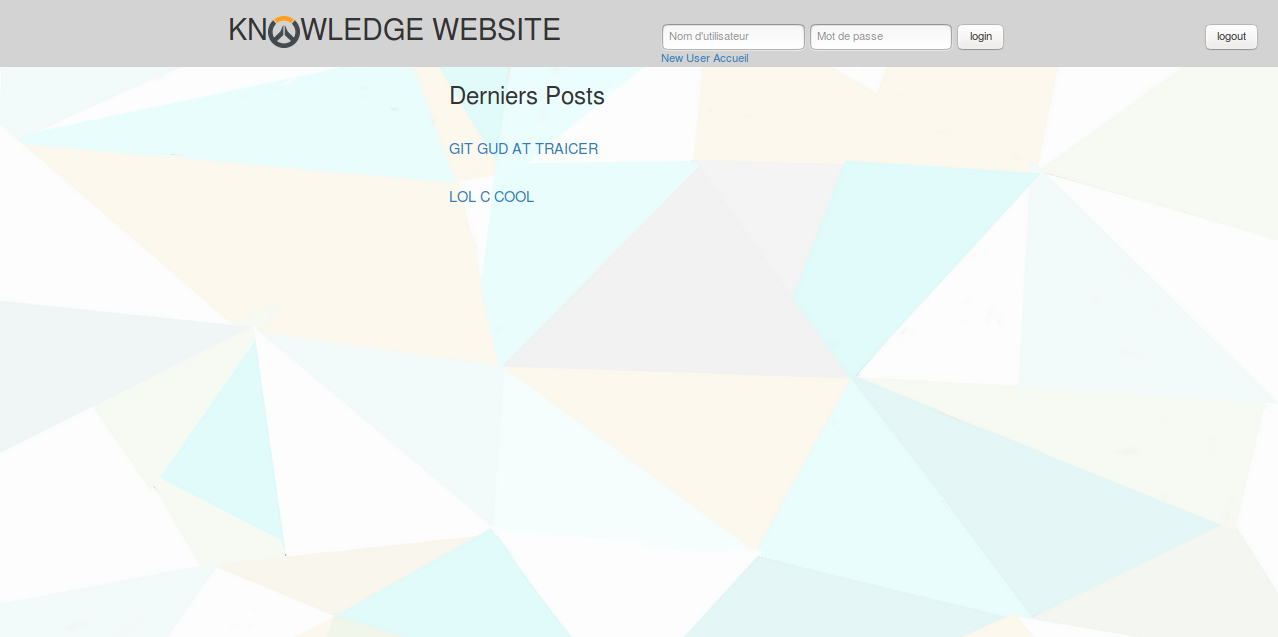 KNOWLEDGE WEBSITE
Nom d'utilisateur Mot de passe login logout
New User Accueil
Derniers Posts
GIT GUD AT TRAICER
LOL C COOL